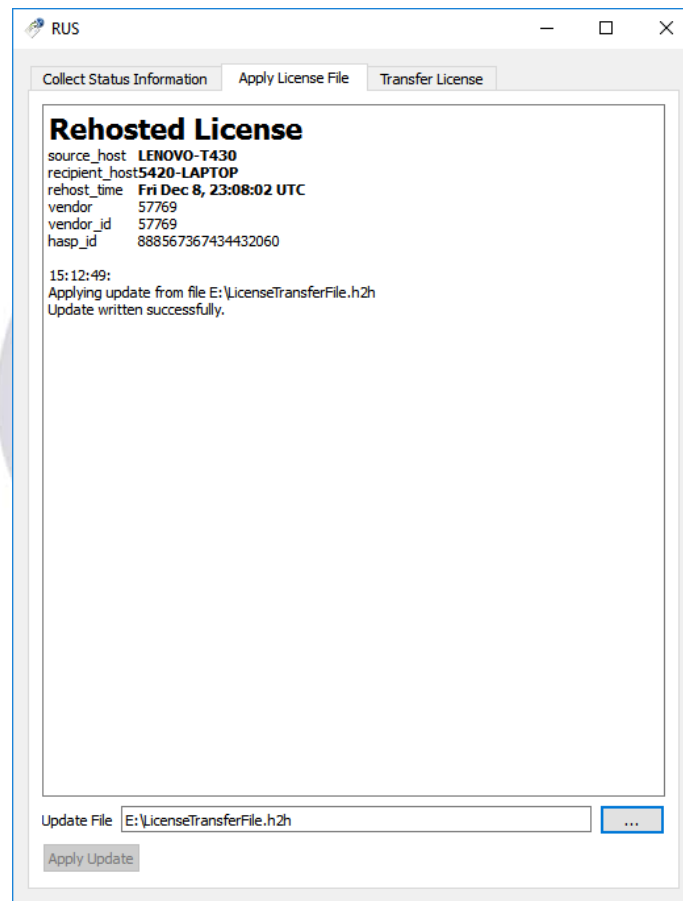 RUS
Collect Status Information Apply License File Transfer License
Rehosted License
source_host LENOVO-T430
recipient_host5420-LAPTOP
rehost_time Fri Dec 8, 23:08:02 UTC
vendor 57769
vendor_id 57769
hasp_id 888567367434432060
15:12:49:
Applying update from file E:\LicenseTransferFile.h2h
Update written successfully.
Update File E:\LicenseTransferFile.h2h ...
Apply Update